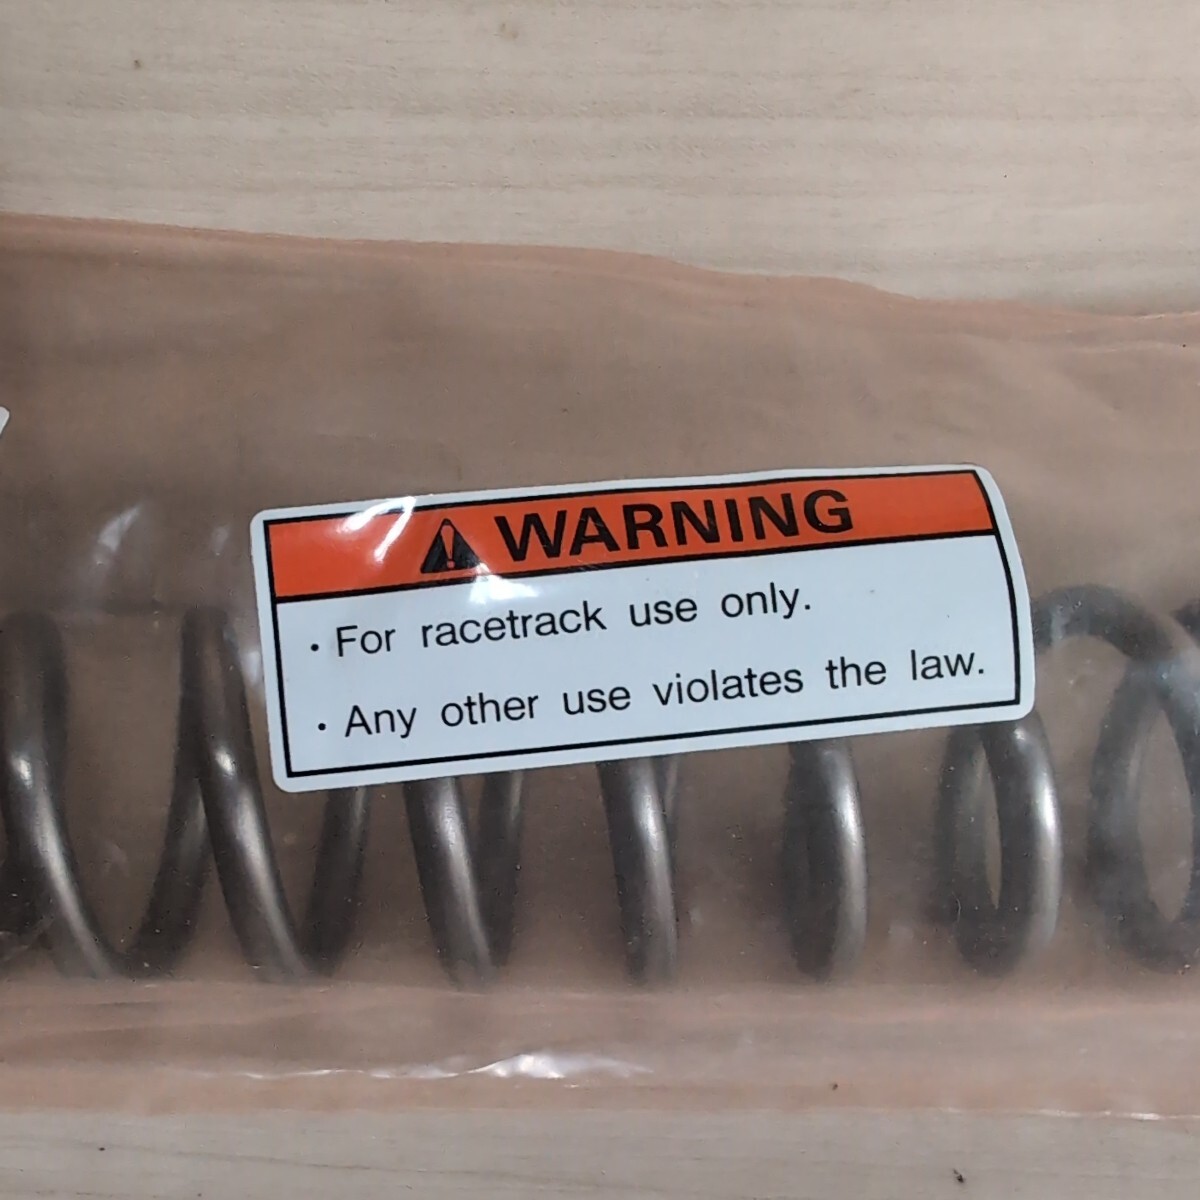 WARNING
· For racetrack use only.
· Any other use violates the law.